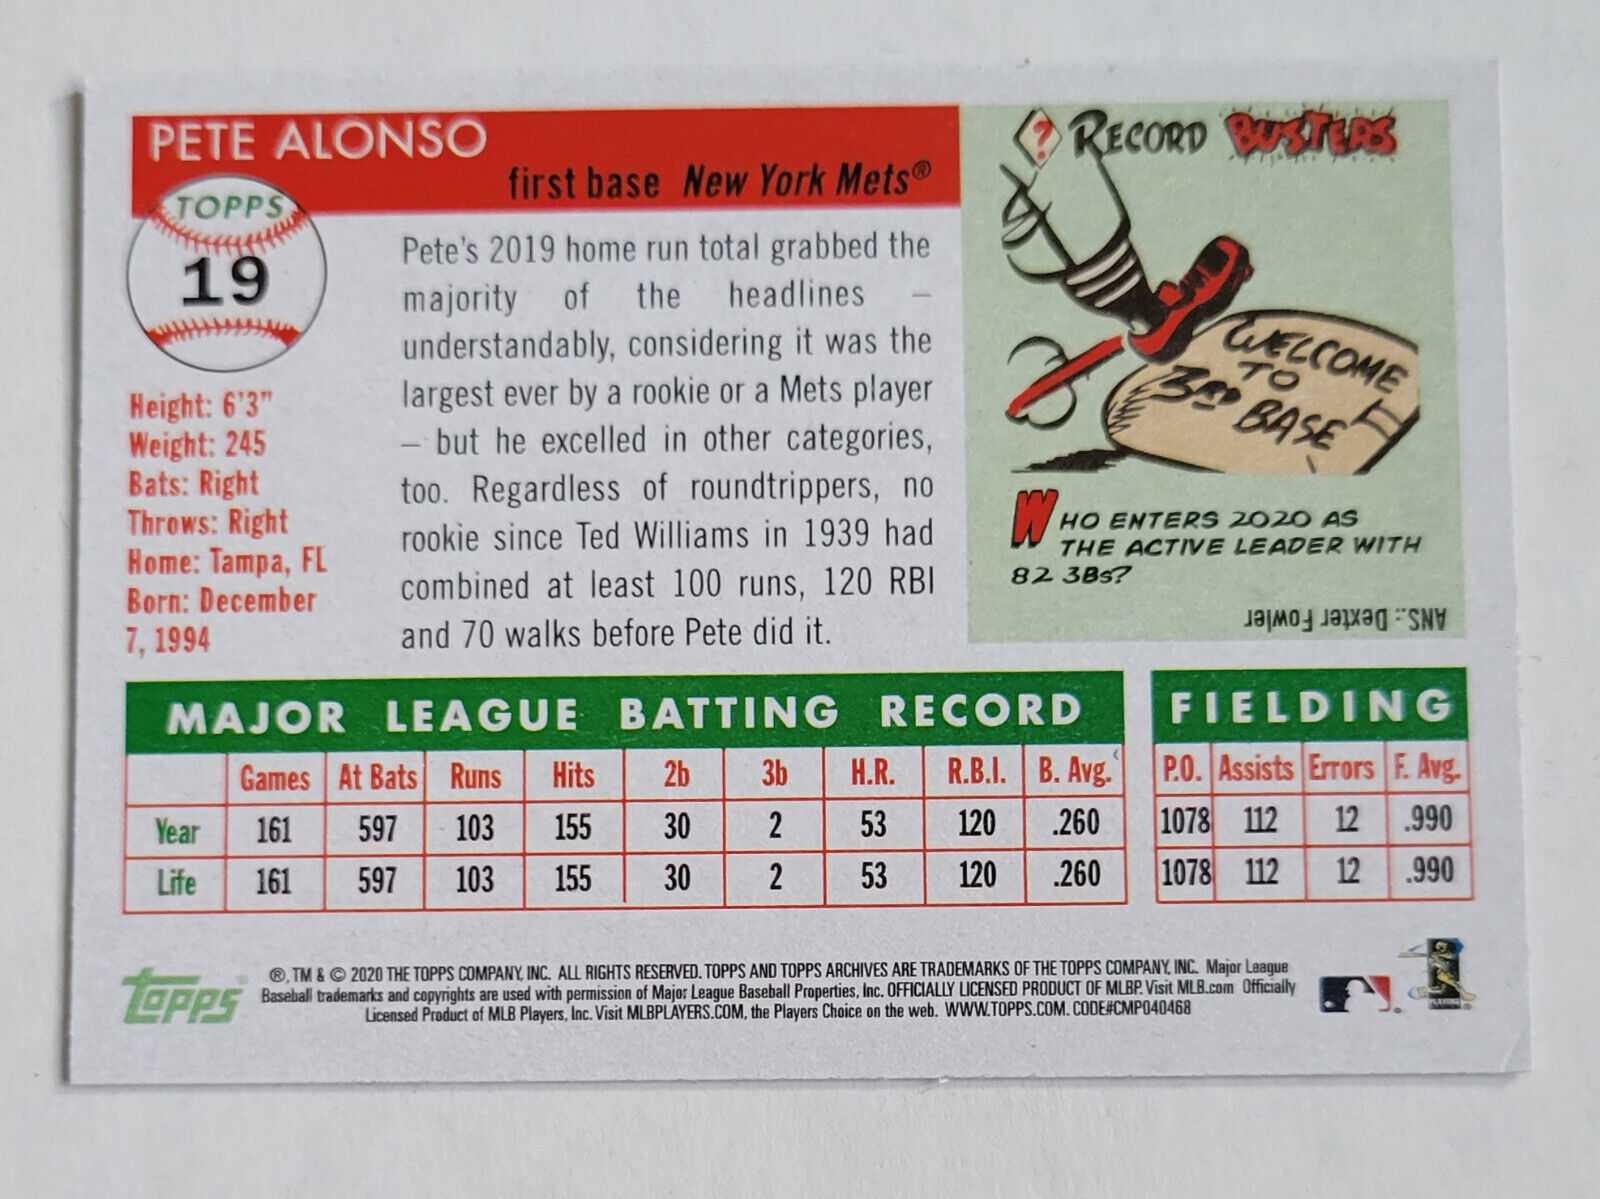 PETE ALONSO
first base New York Mets®
TOPPS
19
Height: 6'3"
Weight: 245
Bats: Right
Throws: Right
Home: Tampa, FL
Born: December
7, 1994
Pete's 2019 home run total grabbed the
majority of the headlines –
understandably, considering it was the
largest ever by a rookie or a Mets player
– but he excelled in other categories,
too. Regardless of roundtrippers, no
rookie since Ted Williams in 1939 had
combined at least 100 runs, 120 RBI
and 70 walks before Pete did it.
? RECORD BUSTERS
WELCOME
TO
3RD BASE
WHO ENTERS 2020 AS
THE ACTIVE LEADER WITH
82 3Bs?
ANS.: Dexter Fowler
MAJOR LEAGUE BATTING RECORD
Games At Bats Runs Hits 2b 3b H.R. R.B.I. B. Avg.
Year 161 597 103 155 30 2 53 120 .260
Life 161 597 103 155 30 2 53 120 .260
FIELDING
P.O. Assists Errors F. Avg.
1078 112 12 .990
1078 112 12 .990
topps
®, TM & © 2020 THE TOPPS COMPANY, INC. ALL RIGHTS RESERVED. TOPPS AND TOPPS ARCHIVES ARE TRADEMARKS OF THE TOPPS COMPANY, INC. Major League
Baseball trademarks and copyrights are used with permission of Major League Baseball Properties, Inc. OFFICIALLY LICENSED PRODUCT OF MLBP. Visit MLB.com Officially
Licensed Product of MLB Players, Inc. Visit MLBPLAYERS.COM, the Players Choice on the web. WWW.TOPPS.COM. CODE#CMP040468
PLAYERS